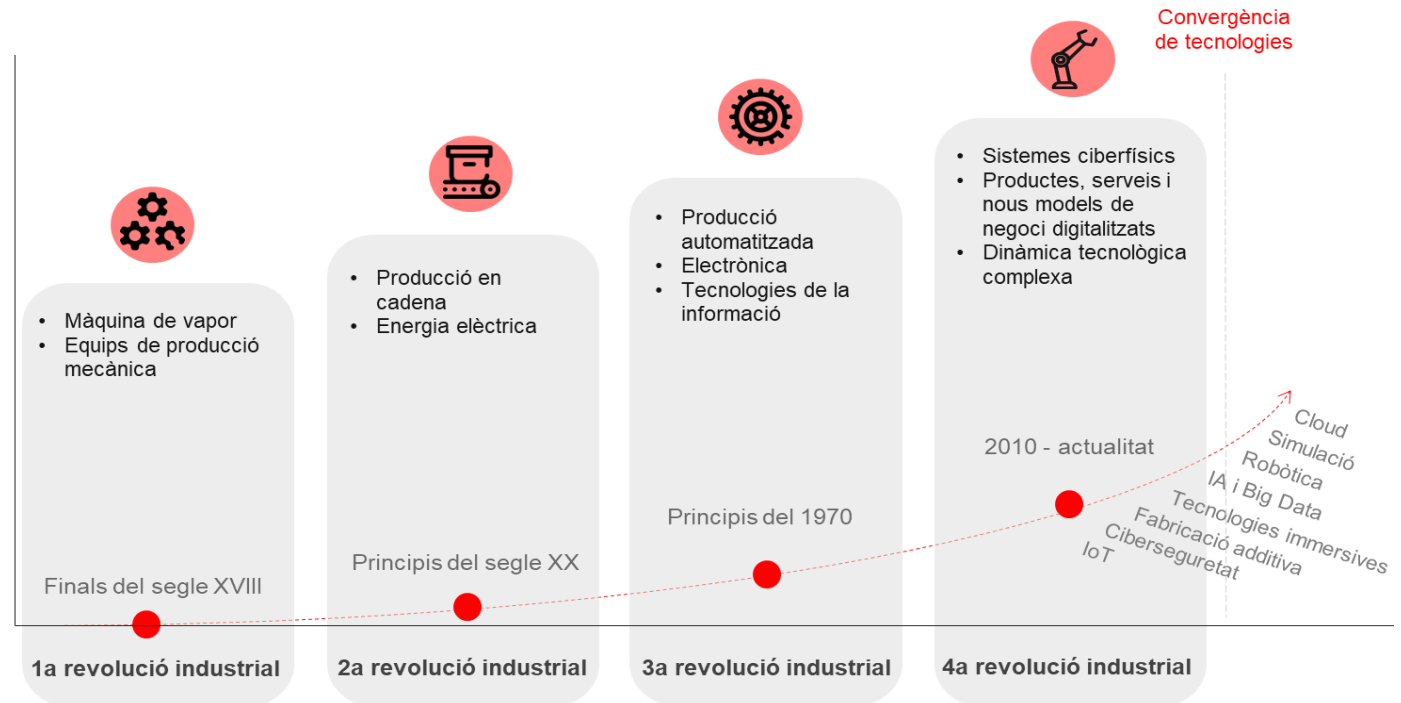 Convergència
de tecnologies
• Màquina de vapor
• Equips de producció
mecànica
Finals del segle XVIII
1a revolució industrial
• Producció en
cadena
• Energia elèctrica
Principis del segle XX
2a revolució industrial
• Producció
automatitzada
• Electrònica
• Tecnologies de la
informació
Principis del 1970
3a revolució industrial
• Sistemes ciberfísics
• Productes, serveis i
nous models de
negoci digitalitzats
• Dinàmica tecnològica
complexa
2010 - actualitat
4a revolució industrial
Cloud
Simulació
Robòtica
IA i Big Data
Tecnologies immersives
Fabricació additiva
Ciberseguretat
IoT